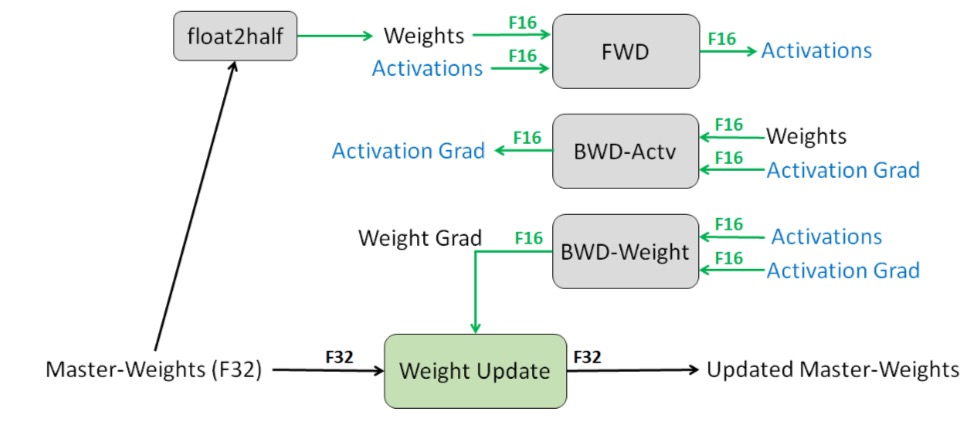 float2half
Weights F16
Activations F16
FWD
F16 Activations
Activation Grad F16
BWD-Actv
F16 Weights
F16 Activation Grad
Weight Grad F16
BWD-Weight
F16 Activations
F16 Activation Grad
Master-Weights (F32) F32
Weight Update
F32 Updated Master-Weights